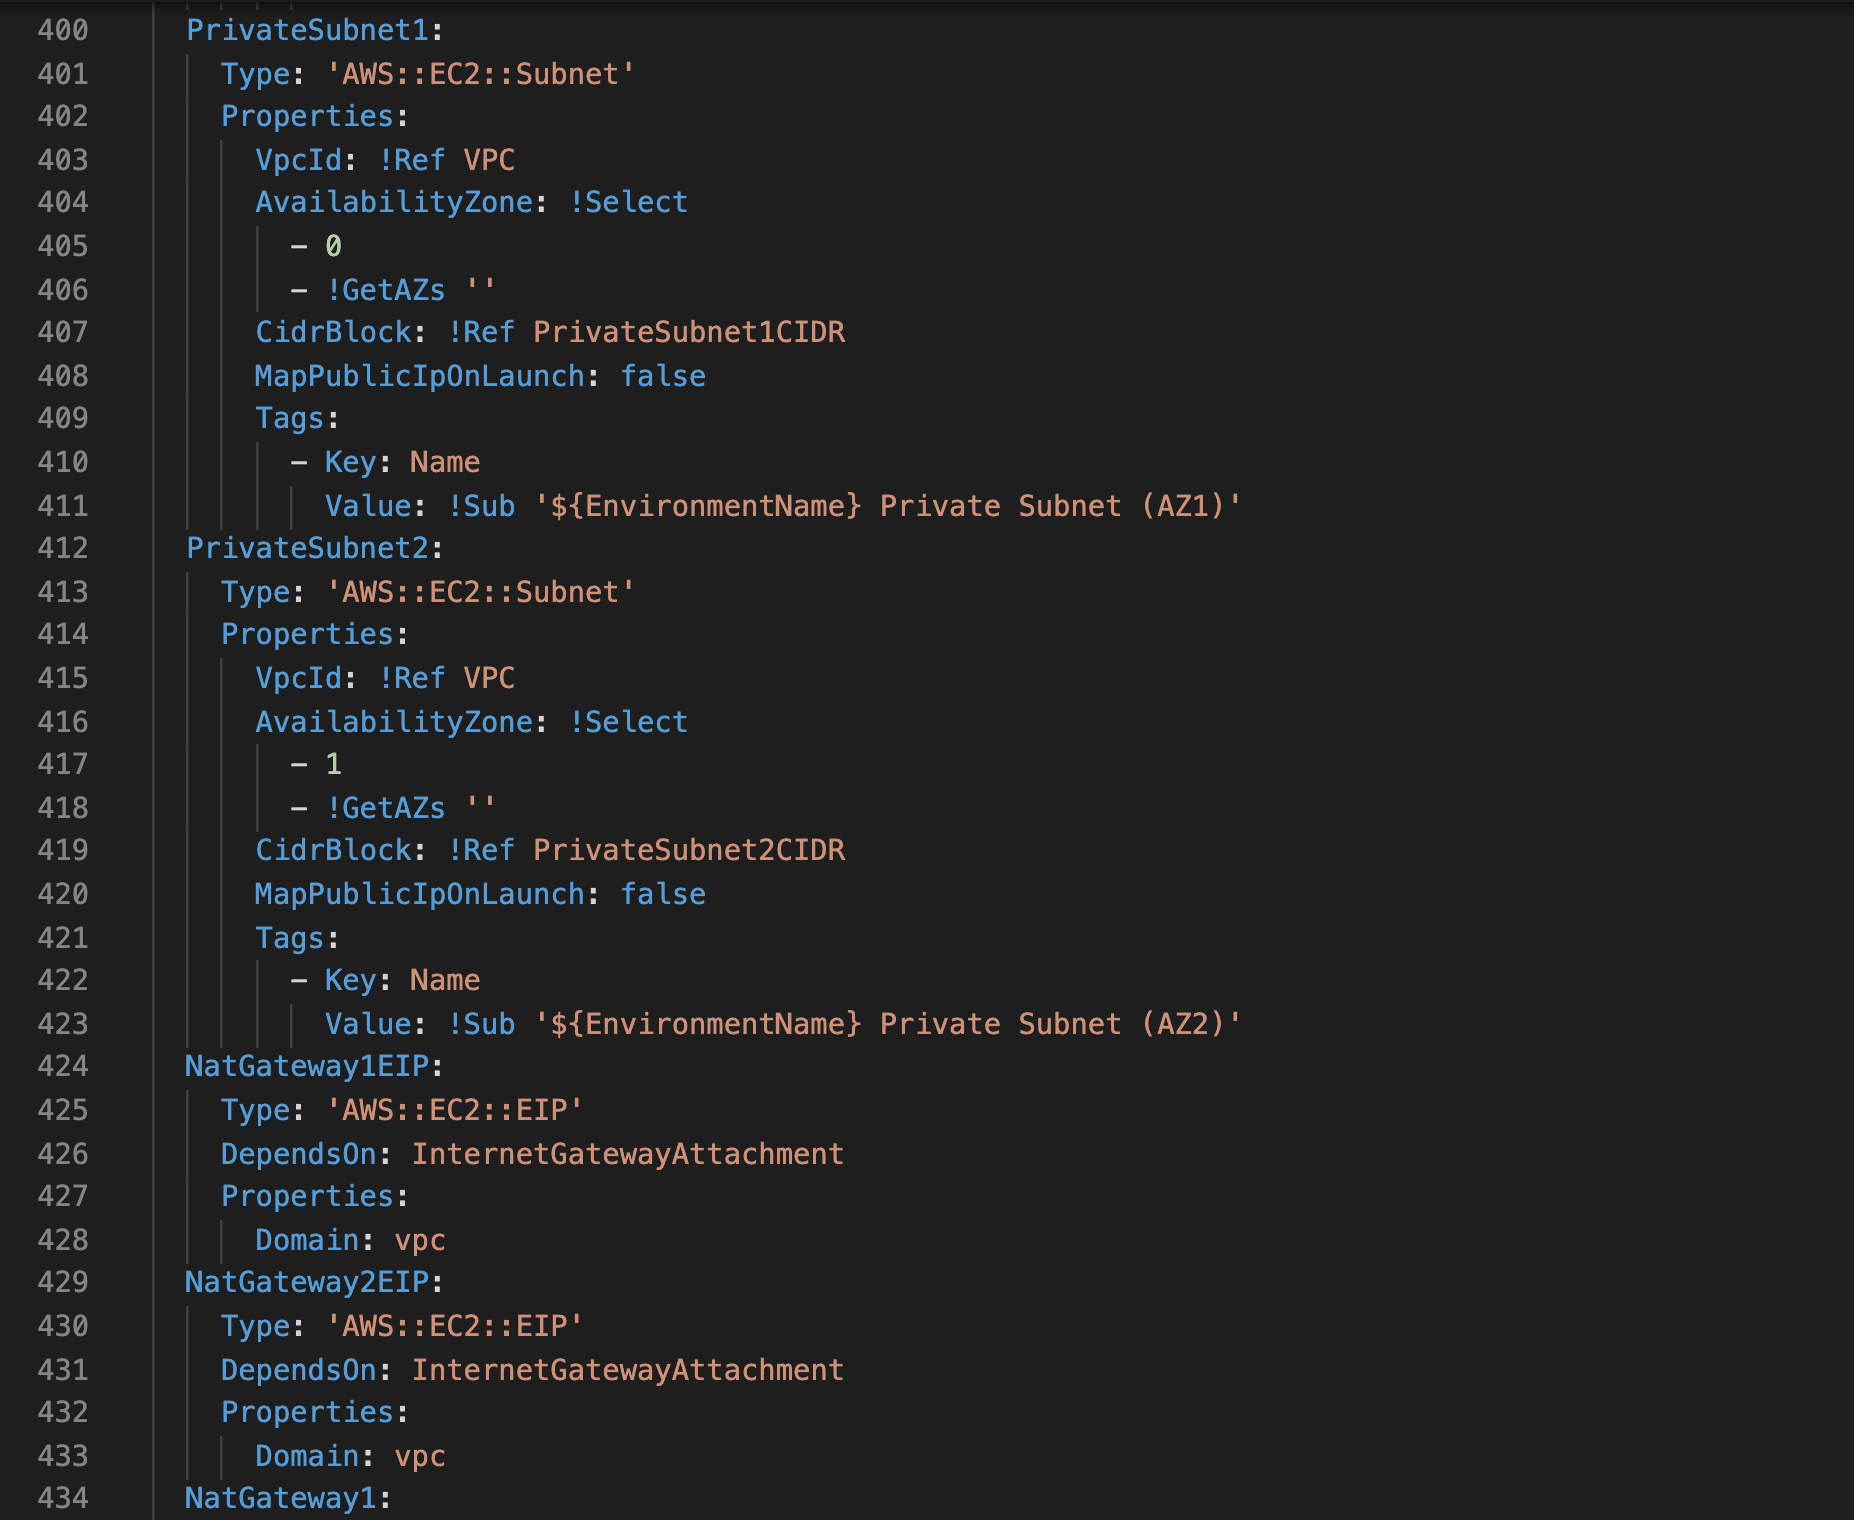 400 PrivateSubnet1:
401 Type: 'AWS::EC2::Subnet'
402 Properties:
403 VpcId: !Ref VPC
404 AvailabilityZone: !Select
405 - 0
406 - !GetAZs ''
407 CidrBlock: !Ref PrivateSubnet1CIDR
408 MapPublicIpOnLaunch: false
409 Tags:
410 - Key: Name
411 Value: !Sub '${EnvironmentName} Private Subnet (AZ1)'
412 PrivateSubnet2:
413 Type: 'AWS::EC2::Subnet'
414 Properties:
415 VpcId: !Ref VPC
416 AvailabilityZone: !Select
417 - 1
418 - !GetAZs ''
419 CidrBlock: !Ref PrivateSubnet2CIDR
420 MapPublicIpOnLaunch: false
421 Tags:
422 - Key: Name
423 Value: !Sub '${EnvironmentName} Private Subnet (AZ2)'
424 NatGateway1EIP:
425 Type: 'AWS::EC2::EIP'
426 DependsOn: InternetGatewayAttachment
427 Properties:
428 Domain: vpc
429 NatGateway2EIP:
430 Type: 'AWS::EC2::EIP'
431 DependsOn: InternetGatewayAttachment
432 Properties:
433 Domain: vpc
434 NatGateway1: